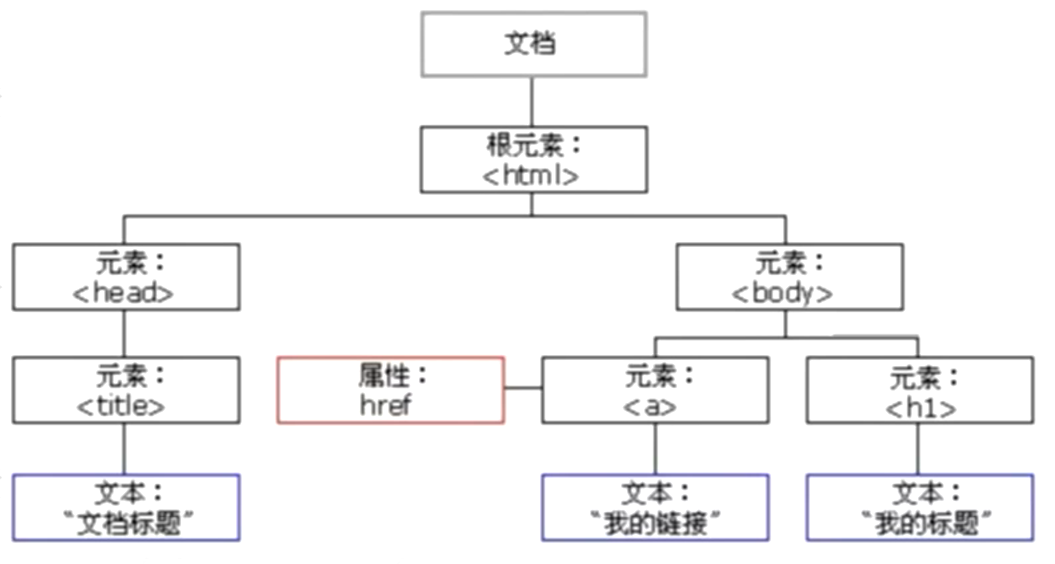 文档
根元素：
<html>
元素：
<head>
元素：
<body>
元素：
<title>
属性：
href
元素：
<a>
元素：
<h1>
文本：
“文档标题”
文本：
“我的链接”
文本：
“我的标题”